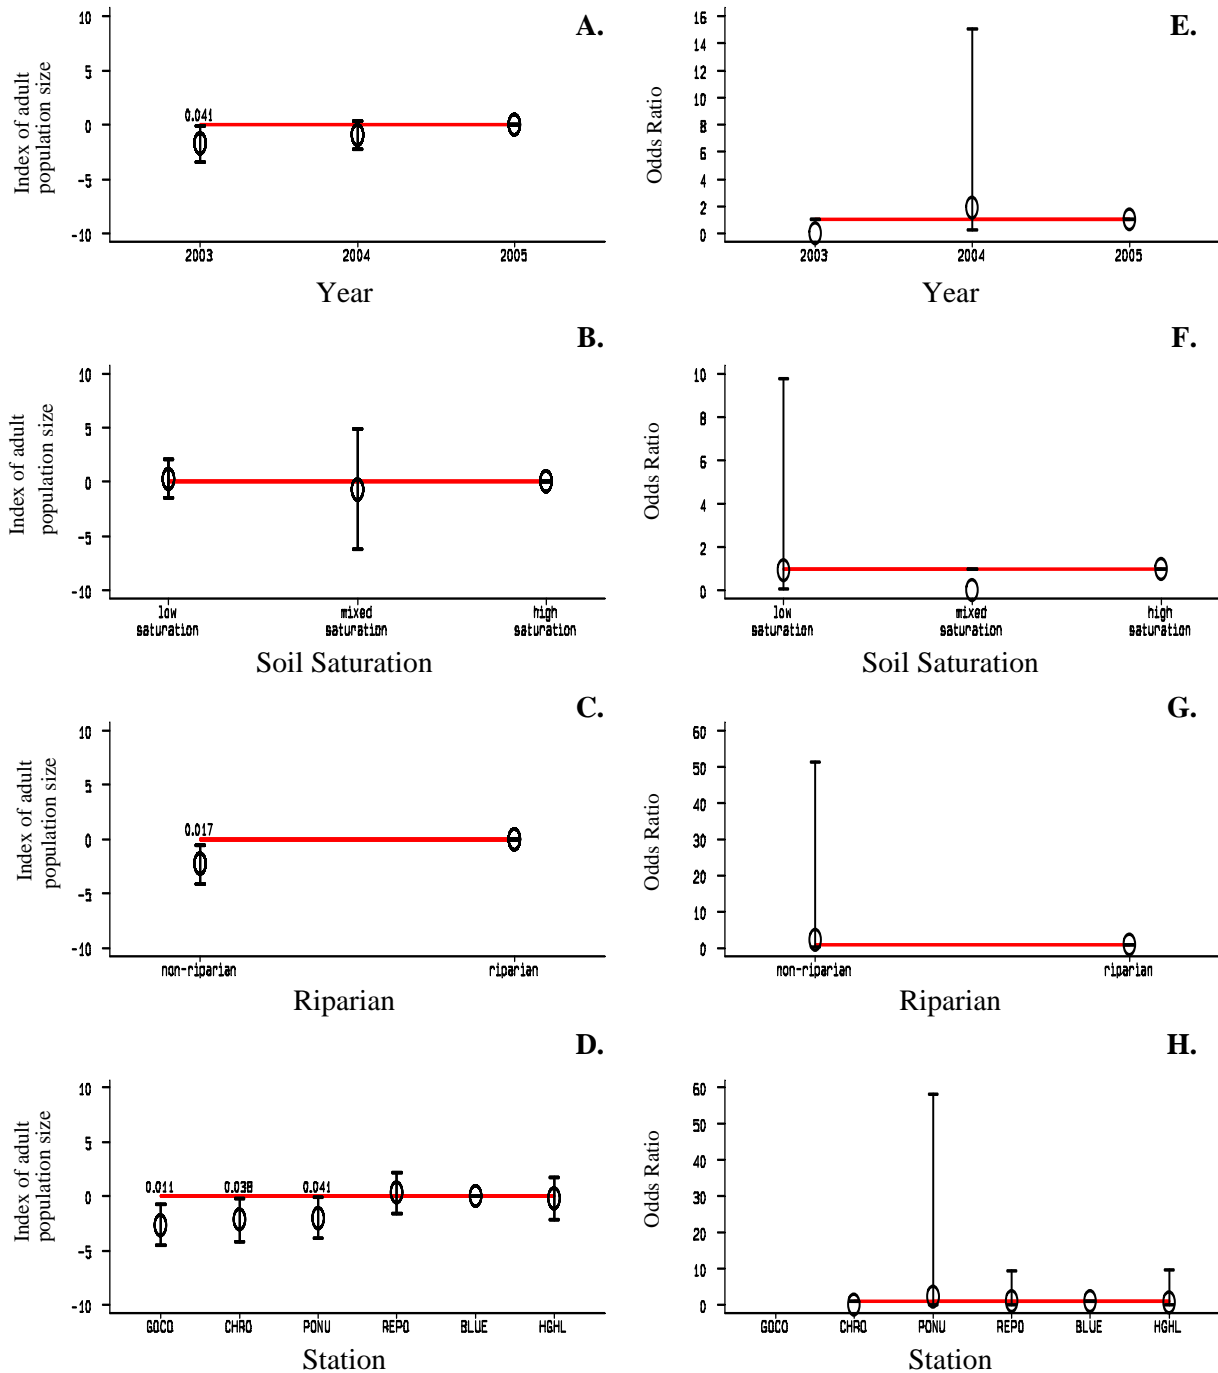 A.
Index of adult
population size
10
5
0
-5
-10
0.041
2003
2004
2005
Year
E.
Odds Ratio
16
14
12
10
8
6
4
2
0
2003
2004
2005
Year
B.
Index of adult
population size
10
5
0
-5
-10
low
saturation
mixed
saturation
high
saturation
Soil Saturation
F.
Odds Ratio
10
8
6
4
2
0
low
saturation
mixed
saturation
high
saturation
Soil Saturation
C.
Index of adult
population size
10
5
0
-5
-10
0.017
non-riparian
riparian
Riparian
G.
Odds Ratio
60
50
40
30
20
10
0
non-riparian
riparian
Riparian
D.
Index of adult
population size
10
5
0
-5
-10
0.011
0.038
0.041
GOCO
CHRO
PONU
REPO
BLUE
HGHL
Station
H.
Odds Ratio
60
50
40
30
20
10
0
GOCO
CHRO
PONU
REPO
BLUE
HGHL
Station